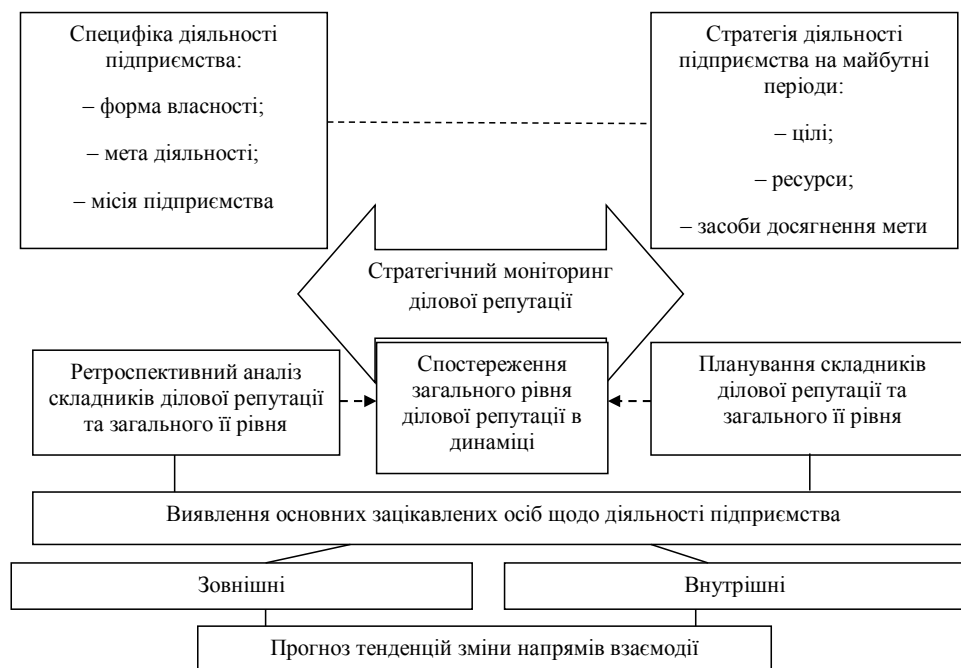 Специфіка діяльності
підприємства:
– форма власності;
– мета діяльності;
– місія підприємства
Стратегія діяльності
підприємства на майбутні
періоди:
– цілі;
– ресурси;
– засоби досягнення мети
Стратегічний моніторинг
ділової репутації
Ретроспективний аналіз
складників ділової репутації
та загального її рівня
Спостереження
загального рівня
ділової репутації в
динаміці
Планування складників
ділової репутації та
загального її рівня
Виявлення основних зацікавлених осіб щодо діяльності підприємства
Зовнішні
Внутрішні
Прогноз тенденцій зміни напрямів взаємодії